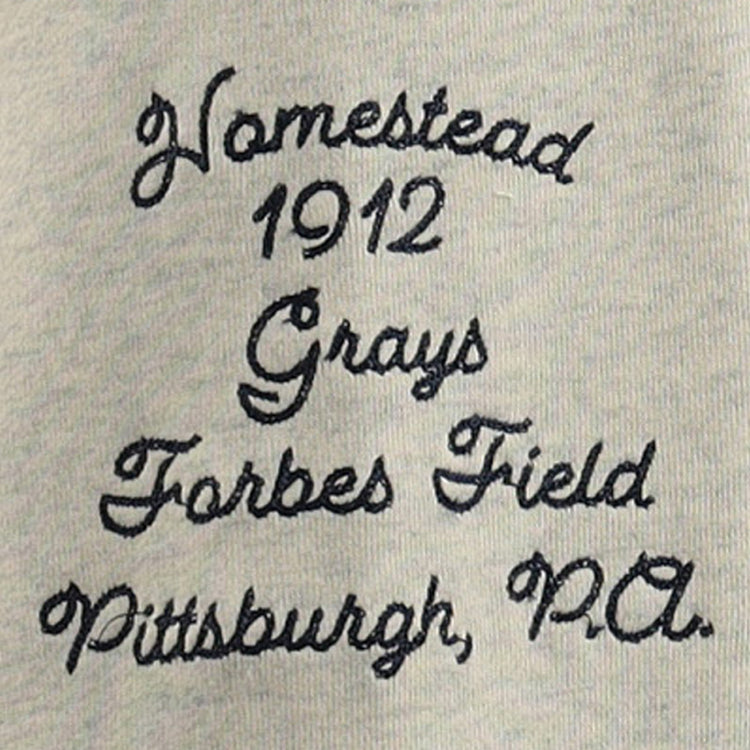 Homestead
1912
Grays
Forbes Field
Pittsburgh, P.A.